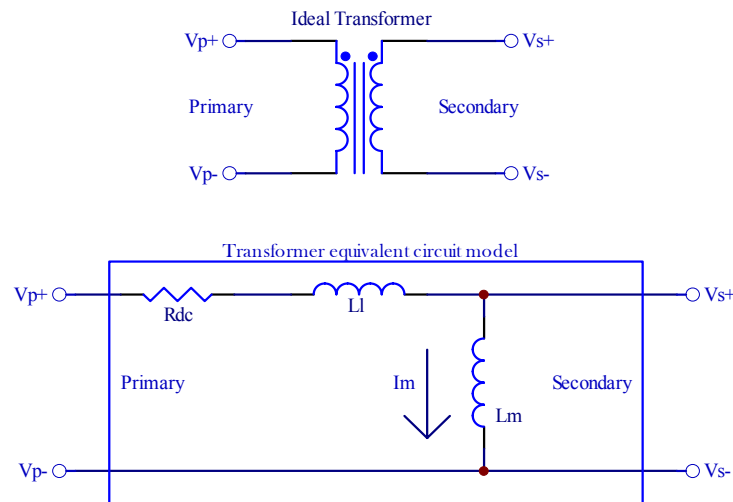 Ideal Transformer
Vp+ Vs+
Primary Secondary
Vp- Vs-
Transformer equivalent circuit model
Vp+ Vs+
Rdc Ll
Primary Im Secondary
Lm
Vp- Vs-